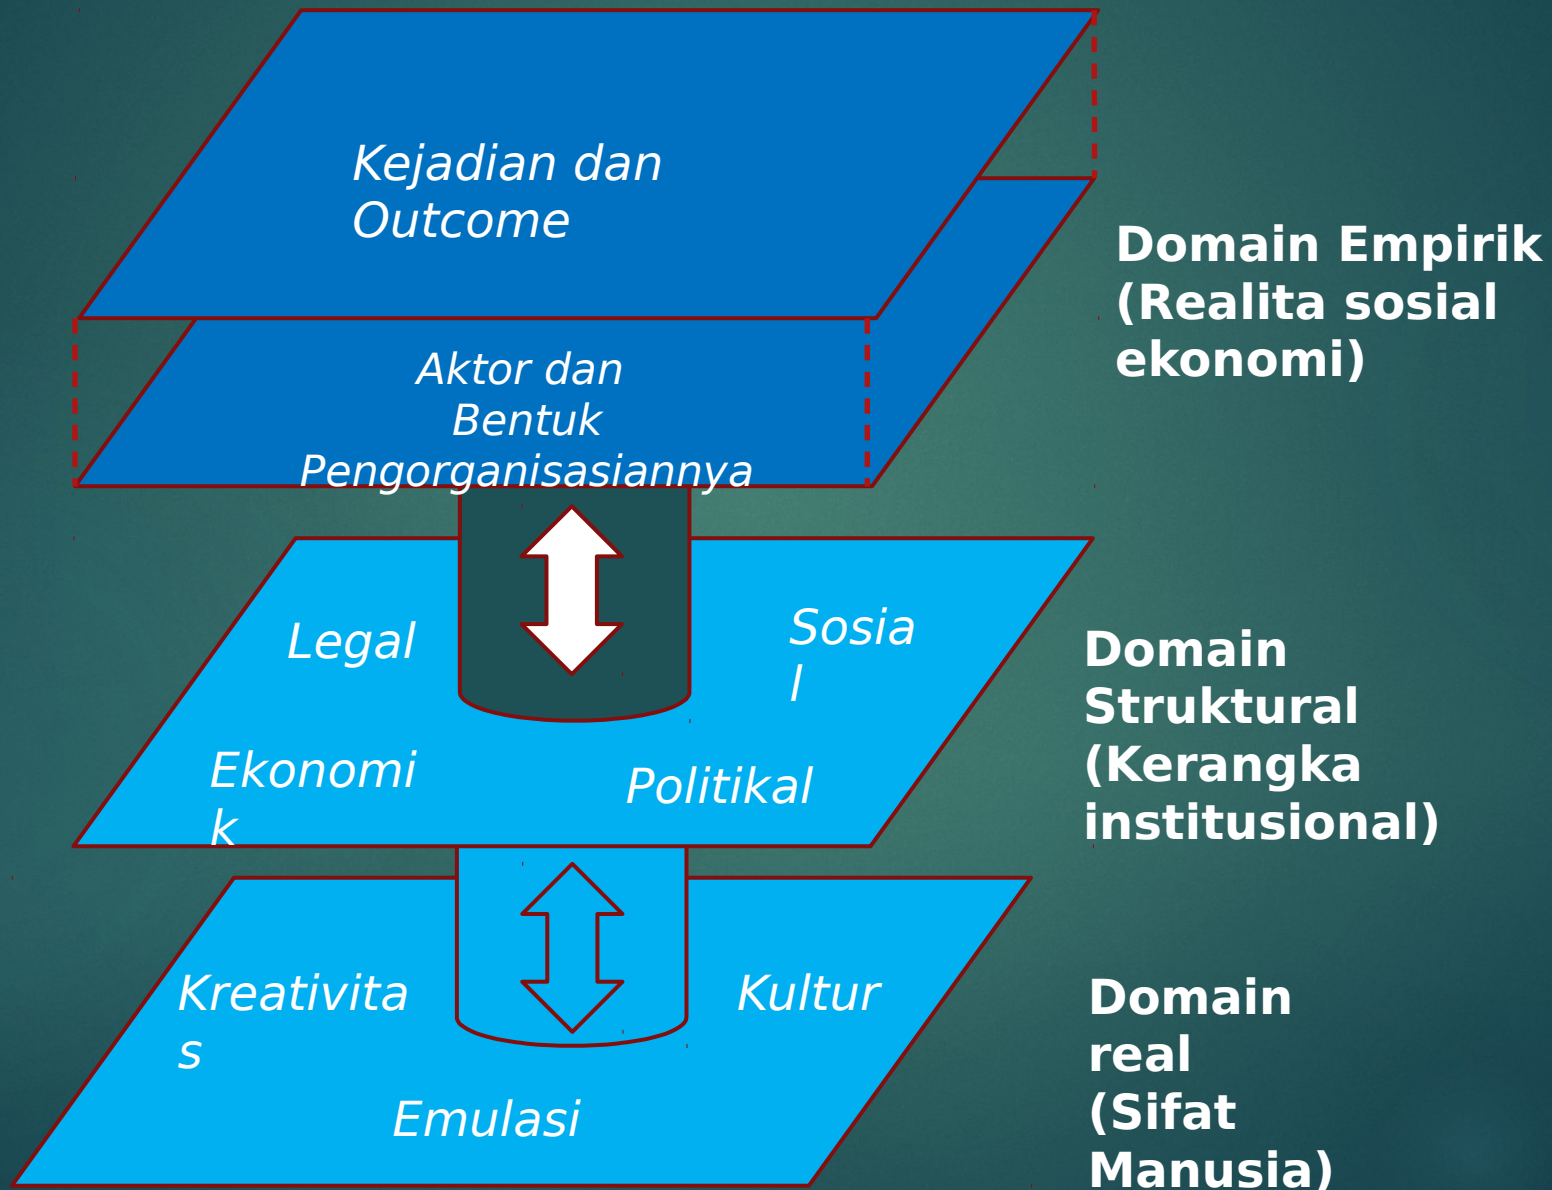 Kejadian dan
Outcome
Aktor dan
Bentuk
Pengorganisasiannya
Domain Empirik
(Realita sosial
ekonomi)
Legal
Sosia
l
Ekonomi
k
Politikal
Domain
Struktural
(Kerangka
institusional)
Kreativita
s
Kultur
Emulasi
Domain
real
(Sifat
Manusia)